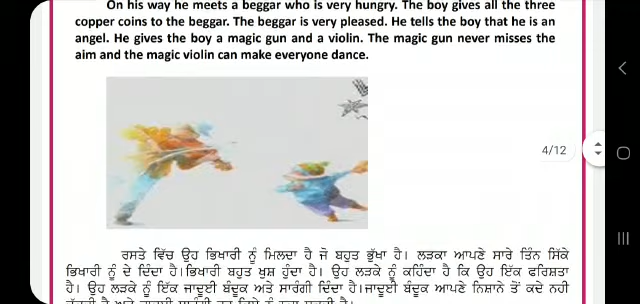 On his way he meets a beggar who is very hungry. The boy gives all the three
copper coins to the beggar. The beggar is very pleased. He tells the boy that he is an
angel. He gives the boy a magic gun and a violin. The magic gun never misses the
aim and the magic violin can make everyone dance.
4/12
ਰਸਤੇ ਵਿੱਚ ਉਹ ਭਿਖਾਰੀ ਨੂੰ ਮਿਲਦਾ ਹੈ ਜੋ ਬਹੁਤ ਭੁੱਖਾ ਹੈ। ਲੜਕਾ ਆਪਣੇ ਸਾਰੇ ਤਿੰਨ ਸਿੱਕੇ
ਭਿਖਾਰੀ ਨੂੰ ਦੇ ਦਿੰਦਾ ਹੈ। ਭਿਖਾਰੀ ਬਹੁਤ ਖੁਸ਼ ਹੁੰਦਾ ਹੈ। ਉਹ ਲੜਕੇ ਨੂੰ ਕਹਿੰਦਾ ਹੈ ਕਿ ਉਹ ਇੱਕ ਫਰਿਸ਼ਤਾ
ਹੈ। ਉਹ ਲੜਕੇ ਨੂੰ ਇੱਕ ਜਾਦੂਈ ਬੰਦੂਕ ਅਤੇ ਸਾਰੰਗੀ ਦਿੰਦਾ ਹੈ।ਜਾਦੂਈ ਬੰਦੂਕ ਆਪਣੇ ਨਿਸ਼ਾਨੇ ਤੋਂ ਕਦੇ ਨਹੀ